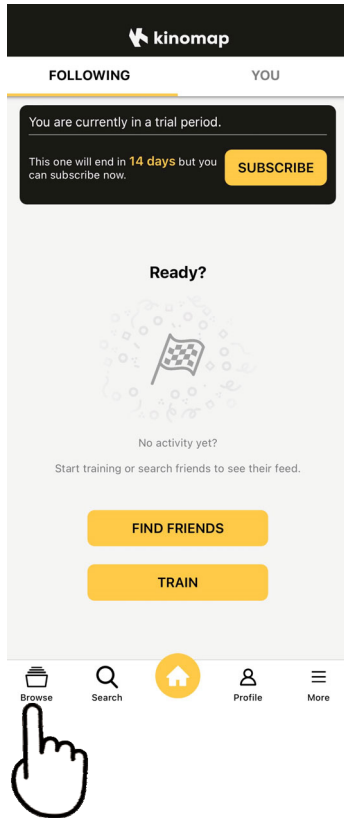 kinomap
FOLLOWING
YOU
You are currently in a trial period.
This one will end in 14 days but you
can subscribe now.
SUBSCRIBE
Ready?
No activity yet?
Start training or search friends to see their feed.
FIND FRIENDS
TRAIN
Browse
Search
Profile
More